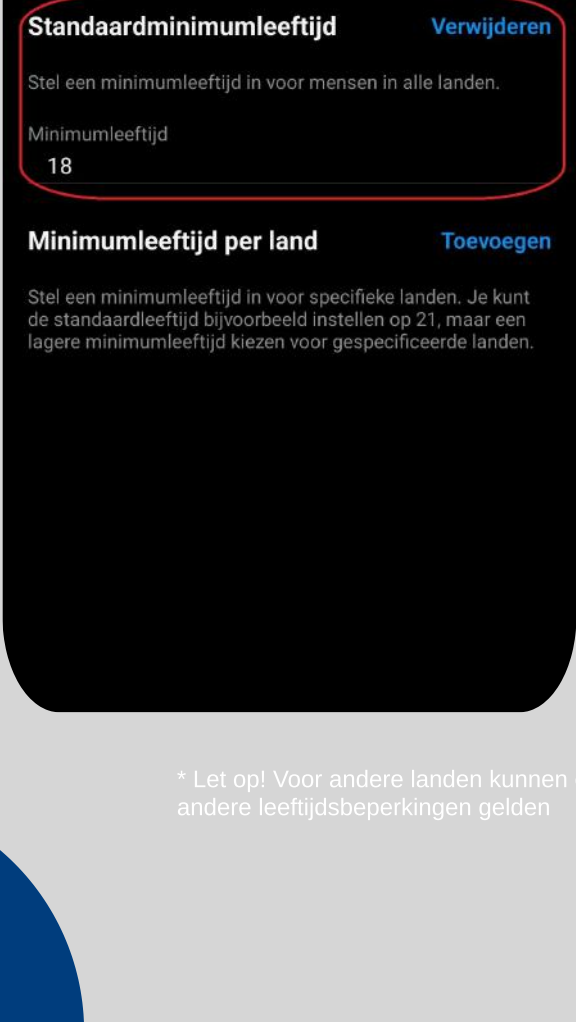 Standaardminimumleeftijd Verwijderen
Stel een minimumleeftijd in voor mensen in alle landen.
Minimumleeftijd
18
Minimumleeftijd per land Toevoegen
Stel een minimumleeftijd in voor specifieke landen. Je kunt
de standaardleeftijd bijvoorbeeld instellen op 21, maar een
lagere minimumleeftijd kiezen voor gespecificeerde landen.
* Let op! Voor andere landen kunnen
andere leeftijdsbeperkingen gelden